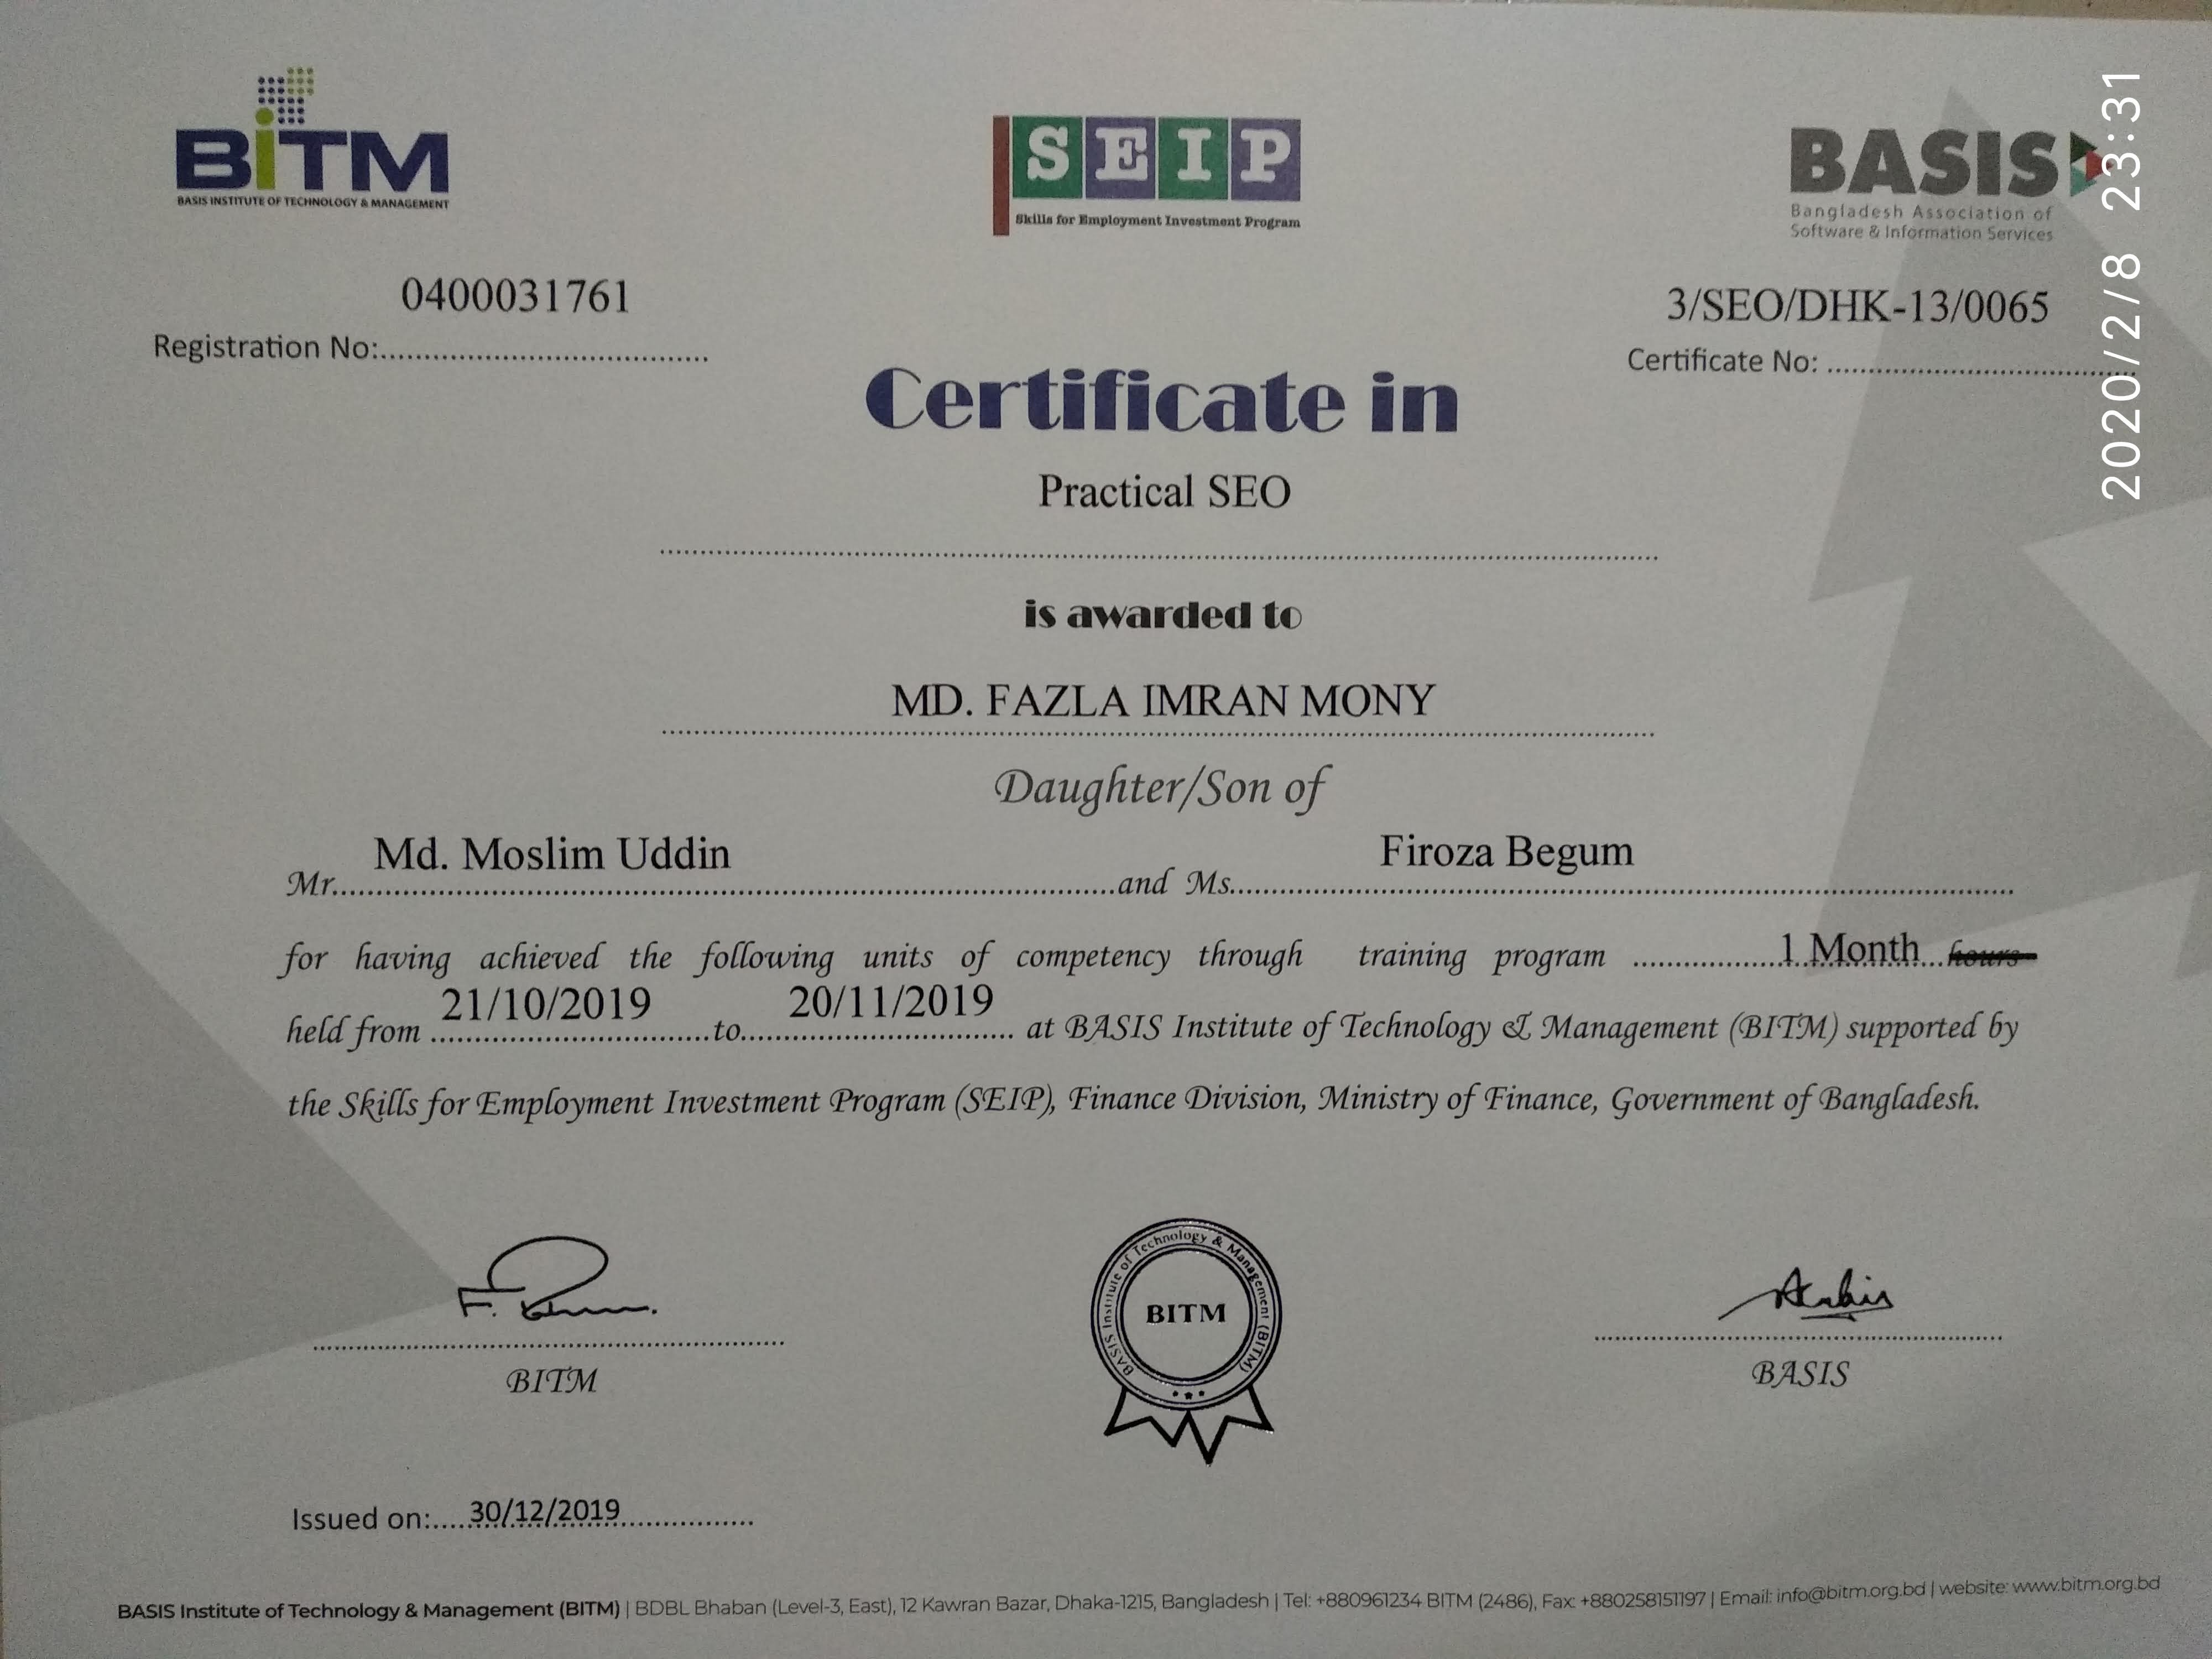 BiTM
BASIS INSTITUTE OF TECHNOLOGY & MANAGEMENT
SEIP
Skills for Employment Investment Program
BASIS
Bangladesh Association of
Software & Information Services
2020/2/8 23:31
0400031761
Registration No:
3/SEO/DHK-13/0065
Certificate No:
Certificate in
Practical SEO
is awarded to
MD. FAZLA IMRAN MONY
Daughter/Son of
Mr. Md. Moslim Uddin and Ms. Firoza Begum
for having achieved the following units of competency through training program 1 Month hours
held from 21/10/2019 to 20/11/2019 at BASIS Institute of Technology & Management (BITM) supported by
the Skills for Employment Investment Program (SEIP), Finance Division, Ministry of Finance, Government of Bangladesh.
BITM
BASIS Institute of Technology & Management (BITM)
BITM
BASIS
Issued on: 30/12/2019
BASIS Institute of Technology & Management (BITM) | BDBL Bhaban (Level-3, East), 12 Kawran Bazar, Dhaka-1215, Bangladesh | Tel: +880961234 BITM (2486), Fax: +880258151197 | Email: info@bitm.org.bd | website: www.bitm.org.bd